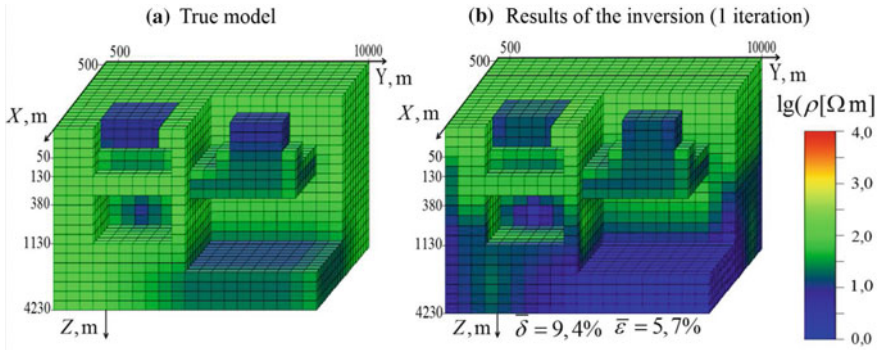 (a) True model
(b) Results of the inversion (1 iteration)
500
500
10000
Y, m
X, m
50
130
380
1130
4230
Z, m
500
500
10000
Y, m
X, m
50
130
380
1130
4230
Z, m
δ̅ = 9,4% ε̅ = 5,7%
lg(ρ[Ω m]
4,0
3,0
2,0
1,0
0,0